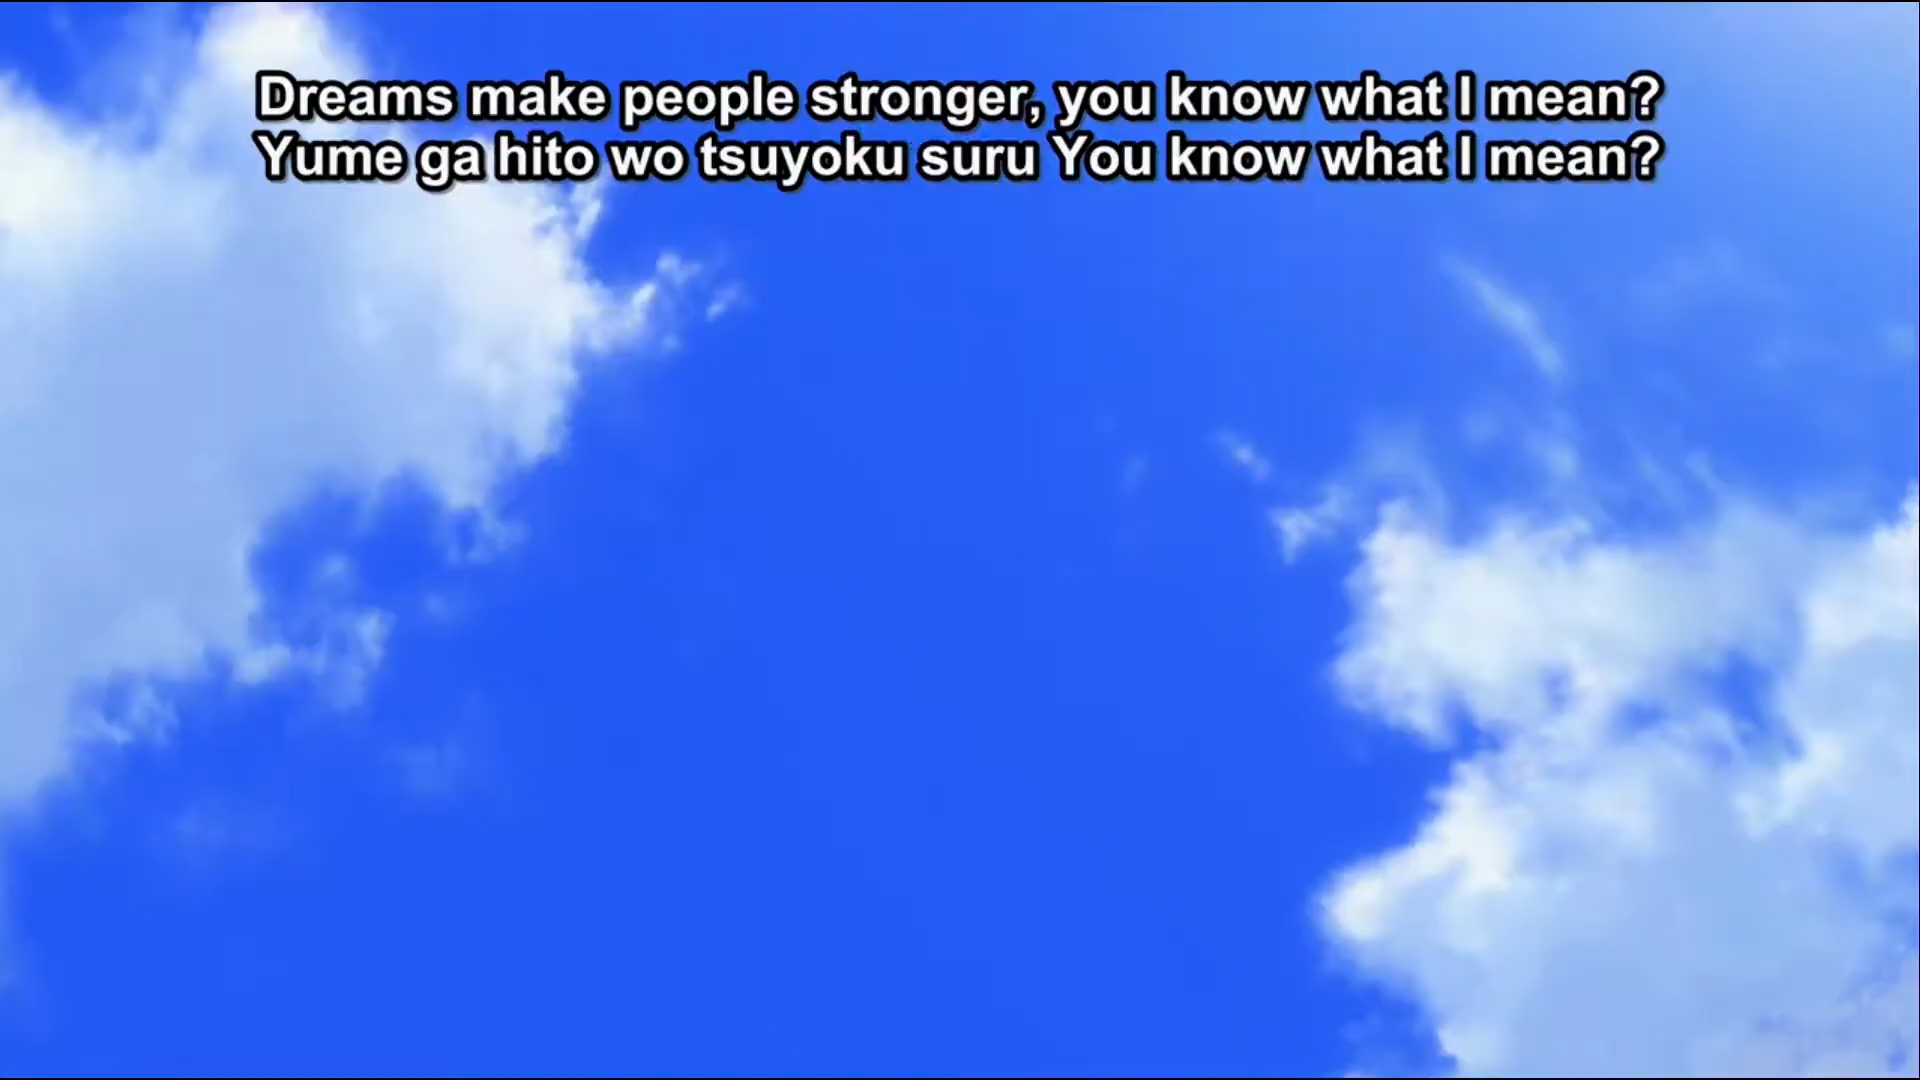 Dreams make people stronger, you know what I mean?
Yume ga hito wo tsuyoku suru You know what I mean?